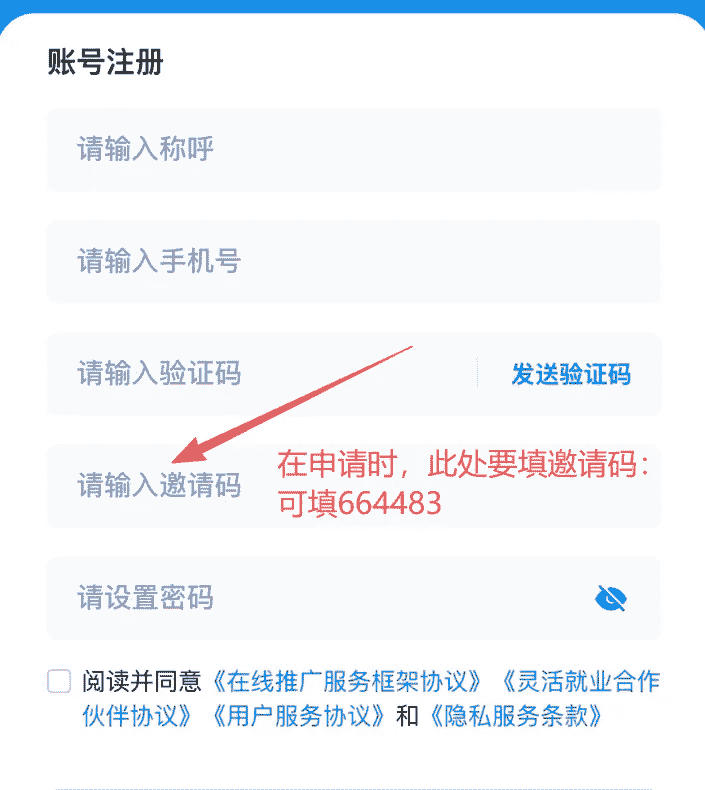 账号注册
请输入称呼
请输入手机号
请输入验证码 发送验证码
请输入邀请码
在申请时，此处要填邀请码：
可填664483
请设置密码
阅读并同意《在线推广服务框架协议》《灵活就业合作
伙伴协议》《用户服务协议》和《隐私服务条款》